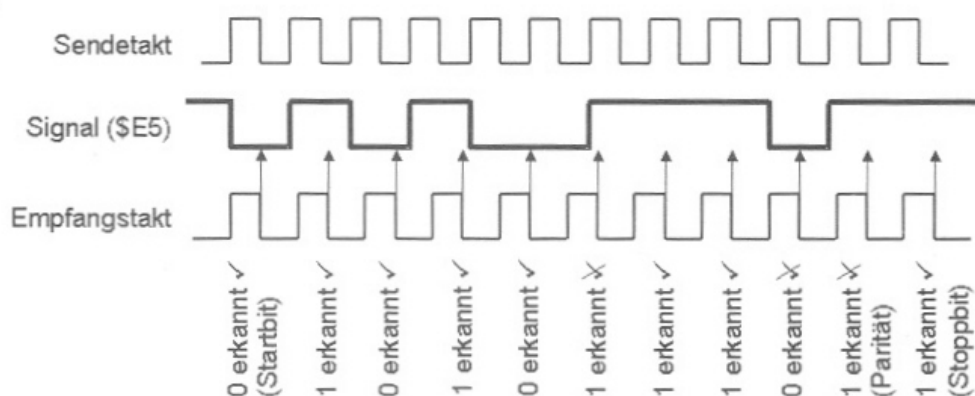 Sendetakt
Signal ($E5)
Empfangstakt
0 erkannt ✓
(Startbit)
1 erkannt ✓
0 erkannt ✓
1 erkannt ✓
0 erkannt ✓
1 erkannt ✗
1 erkannt ✓
1 erkannt ✓
0 erkannt ✗
1 erkannt ✗
(Parität)
1 erkannt ✓
(Stoppbit)